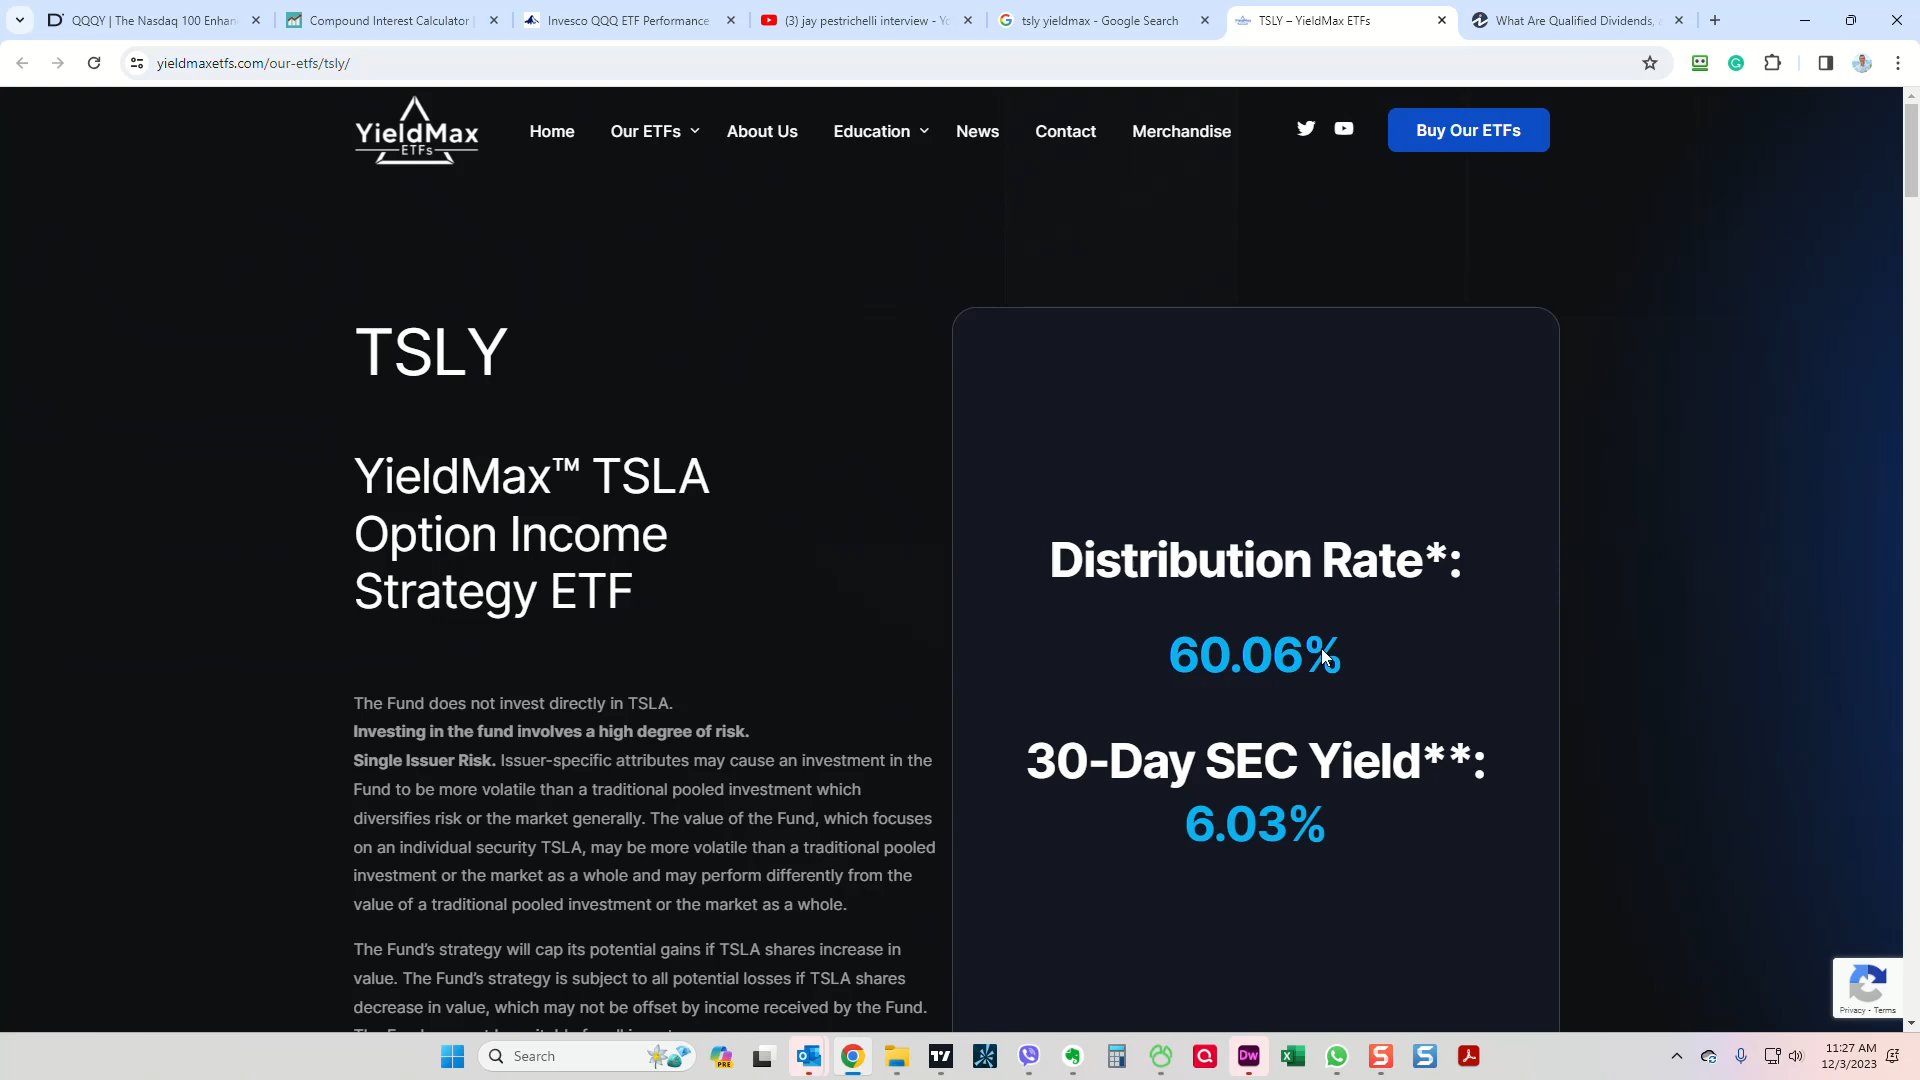 QQQY | The Nasdaq 100 Enhan
Compound Interest Calculator
Invesco QQQ ETF Performance
(3) jay pestrichelli interview - Yo
tsly yieldmax - Google Search
TSLY – YieldMax ETFs
What Are Qualified Dividends,
yieldmaxetfs.com/our-etfs/tsly/
YieldMax
ETFs
Home
Our ETFs
About Us
Education
News
Contact
Merchandise
Buy Our ETFs
TSLY
YieldMax™ TSLA
Option Income
Strategy ETF
The Fund does not invest directly in TSLA.
Investing in the fund involves a high degree of risk.
Single Issuer Risk. Issuer-specific attributes may cause an investment in the
Fund to be more volatile than a traditional pooled investment which
diversifies risk or the market generally. The value of the Fund, which focuses
on an individual security TSLA, may be more volatile than a traditional pooled
investment or the market as a whole and may perform differently from the
value of a traditional pooled investment or the market as a whole.
The Fund's strategy will cap its potential gains if TSLA shares increase in
value. The Fund's strategy is subject to all potential losses if TSLA shares
decrease in value, which may not be offset by income received by the Fund.
Distribution Rate*:
60.06%
30-Day SEC Yield**:
6.03%
Privacy - Terms
Search
PRE
Dw
11:27 AM
12/3/2023